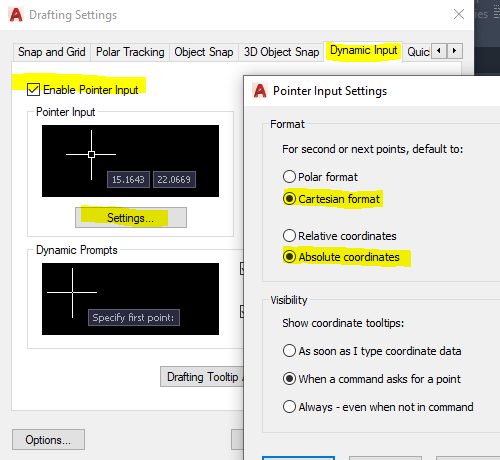 Drafting Settings
Snap and Grid
Polar Tracking
Object Snap
3D Object Snap
Dynamic Input
Quic
Enable Pointer Input
Pointer Input
15.1643
22.0669
Settings...
Dynamic Prompts
Specify first point:
Drafting Tooltip
Options...
Pointer Input Settings
Format
For second or next points, default to:
Polar format
Cartesian format
Relative coordinates
Absolute coordinates
Visibility
Show coordinate tooltips:
As soon as I type coordinate data
When a command asks for a point
Always - even when not in command